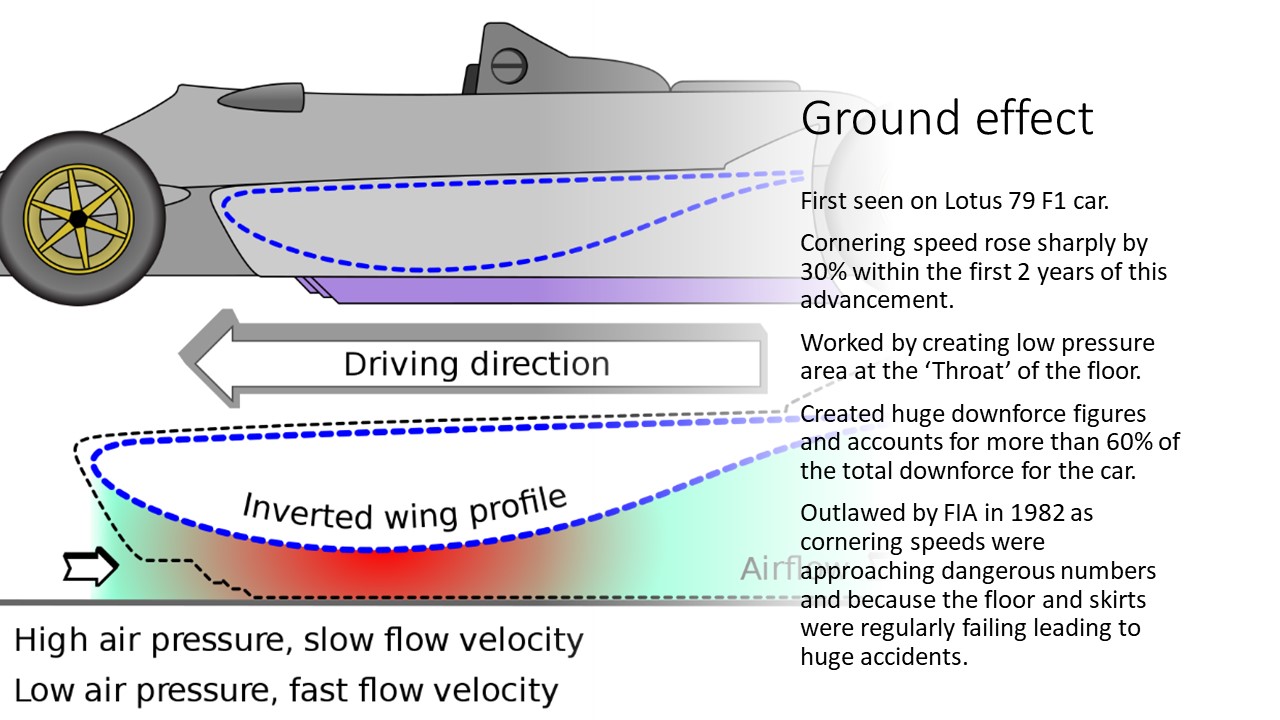 Ground effect
First seen on Lotus 79 F1 car.
Cornering speed rose sharply by
30% within the first 2 years of this
advancement.
Worked by creating low pressure
area at the ‘Throat’ of the floor.
Created huge downforce figures
and accounts for more than 60% of
the total downforce for the car.
Outlawed by FIA in 1982 as
cornering speeds were
approaching dangerous numbers
and because the floor and skirts
were regularly failing leading to
huge accidents.
Driving direction
Inverted wing profile
Airflow
High air pressure, slow flow velocity
Low air pressure, fast flow velocity